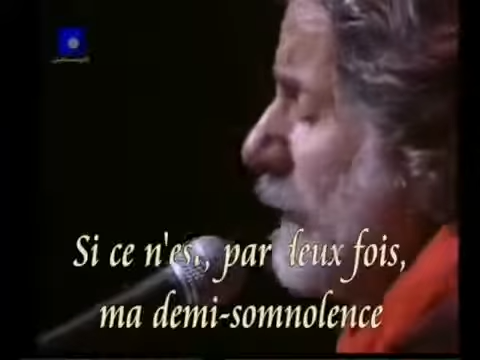 Si ce n'est, par deux fois,
ma demi-somnolence